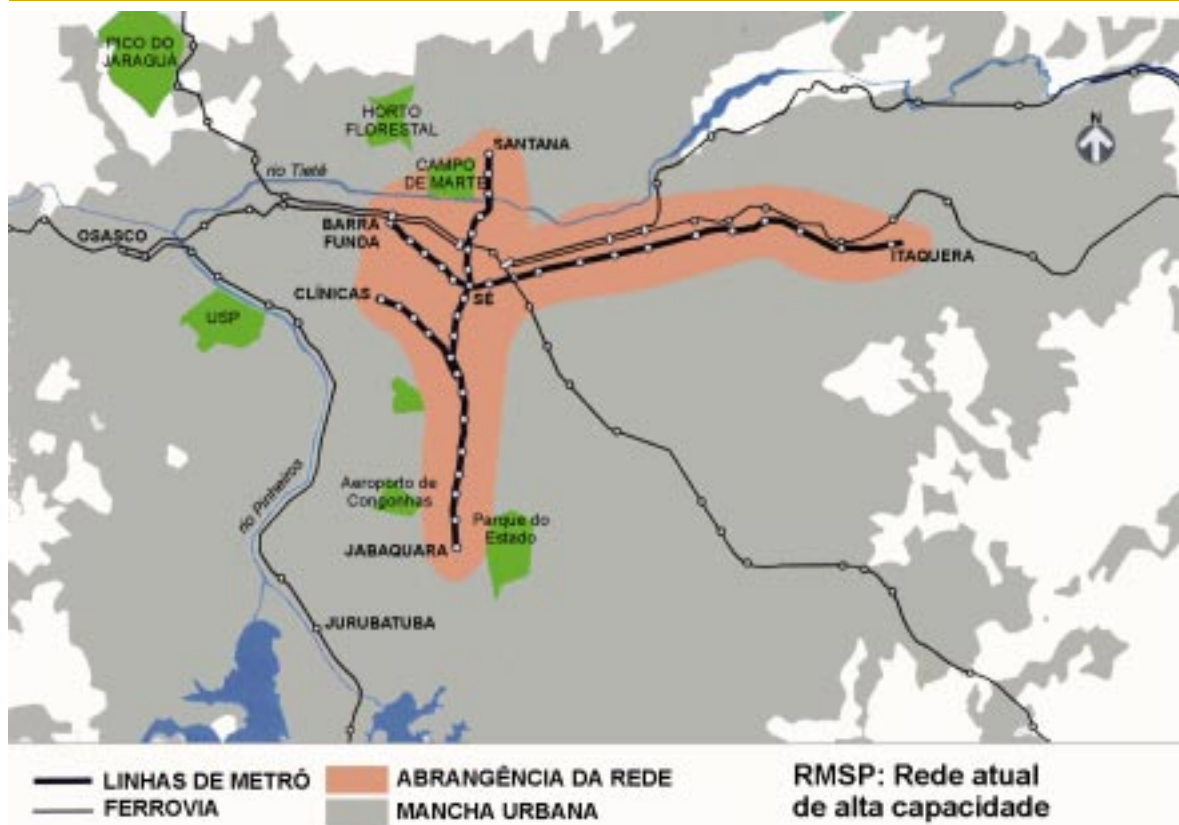 PICO DO
JARAGUÁ
HORTO
FLORESTAL
N
SANTANA
rio Tietê
CAMPO
DE MARTE
BARRA
FUNDA
OSASCO
ITAQUERA
CLÍNICAS
SÉ
USP
rio Pinheiros
Aeroporto de
Congonhas
Parque do
Estado
JABAQUARA
JURUBATUBA
LINHAS DE METRÔ
FERROVIA
ABRANGÊNCIA DA REDE
MANCHA URBANA
RMSP: Rede atual
de alta capacidade